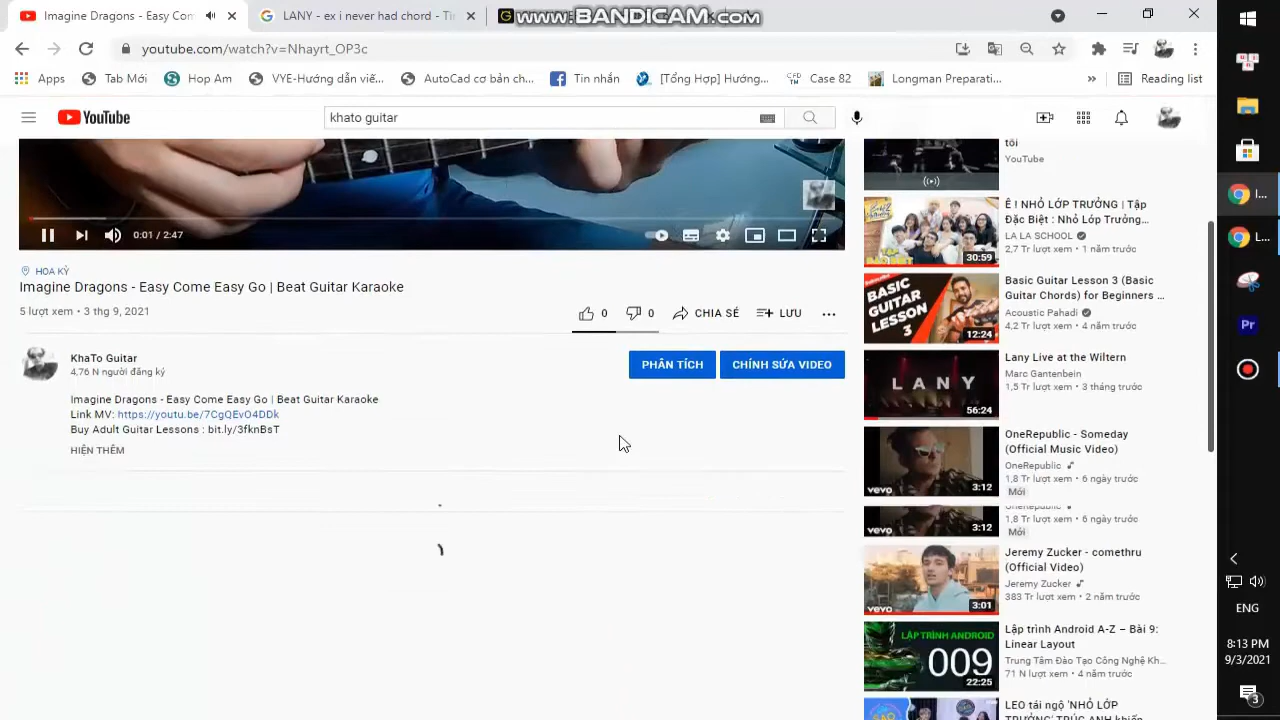 Imagine Dragons - Easy Com
LANY - ex i never had chord - T
www.BANDICAM.com
youtube.com/watch?v=Nhayrt_OP3c
Apps
Tab Mới
Hop Am
VYE-Hướng dẫn viế...
AutoCad cơ bản ch...
Tin nhắn
[Tổng Hợp] Hướng...
Case 82
Longman Preparati...
»
Reading list
YouTube
khato guitar
tôi
YouTube
Ê ! NHỎ LỚP TRƯỞNG | Tập
Đặc Biệt : Nhỏ Lớp Trưởng...
LA LA SCHOOL
2,7 Tr lượt xem • 1 năm trước
30:59
BASIC
GUITAR
LESSON
3
12:24
Basic Guitar Lesson 3 (Basic
Guitar Chords) for Beginners ...
Acoustic Pahadi
4,2 Tr lượt xem • 4 năm trước
LANY
56:24
Lany Live at the Wiltern
Marc Gantenbein
1,5 Tr lượt xem • 3 tháng trước
vevo
3:12
OneRepublic - Someday
(Official Music Video)
OneRepublic
1,8 Tr lượt xem • 6 ngày trước
Mới
vevo
3:12
OneRepublic
1,8 Tr lượt xem • 6 ngày trước
Mới
vevo
3:01
Jeremy Zucker - comethru
(Official Video)
Jeremy Zucker
383 Tr lượt xem • 2 năm trước
LẬP TRÌNH ANDROID
009
22:25
Lập trình Android A-Z – Bài 9:
Linear Layout
Trung Tâm Đào Tạo Công Nghệ Kh...
71 N lượt xem • 4 năm trước
LEO tái ngộ 'NHỎ LỚP
TRƯỞNG' TRÚC ANH khiến
0:01 / 2:47
HOA KỲ
Imagine Dragons - Easy Come Easy Go | Beat Guitar Karaoke
5 lượt xem • 3 thg 9, 2021
0
0
CHIA SẺ
LƯU
KhaTo Guitar
4,76 N người đăng ký
PHÂN TÍCH
CHỈNH SỬA VIDEO
Imagine Dragons - Easy Come Easy Go | Beat Guitar Karaoke
Link MV: https://youtu.be/7CgQEvO4DDk
Buy Adult Guitar Lessons : bit.ly/3fknBsT
HIỆN THÊM
I...
L...
Pr
ENG
8:13 PM
9/3/2021
3